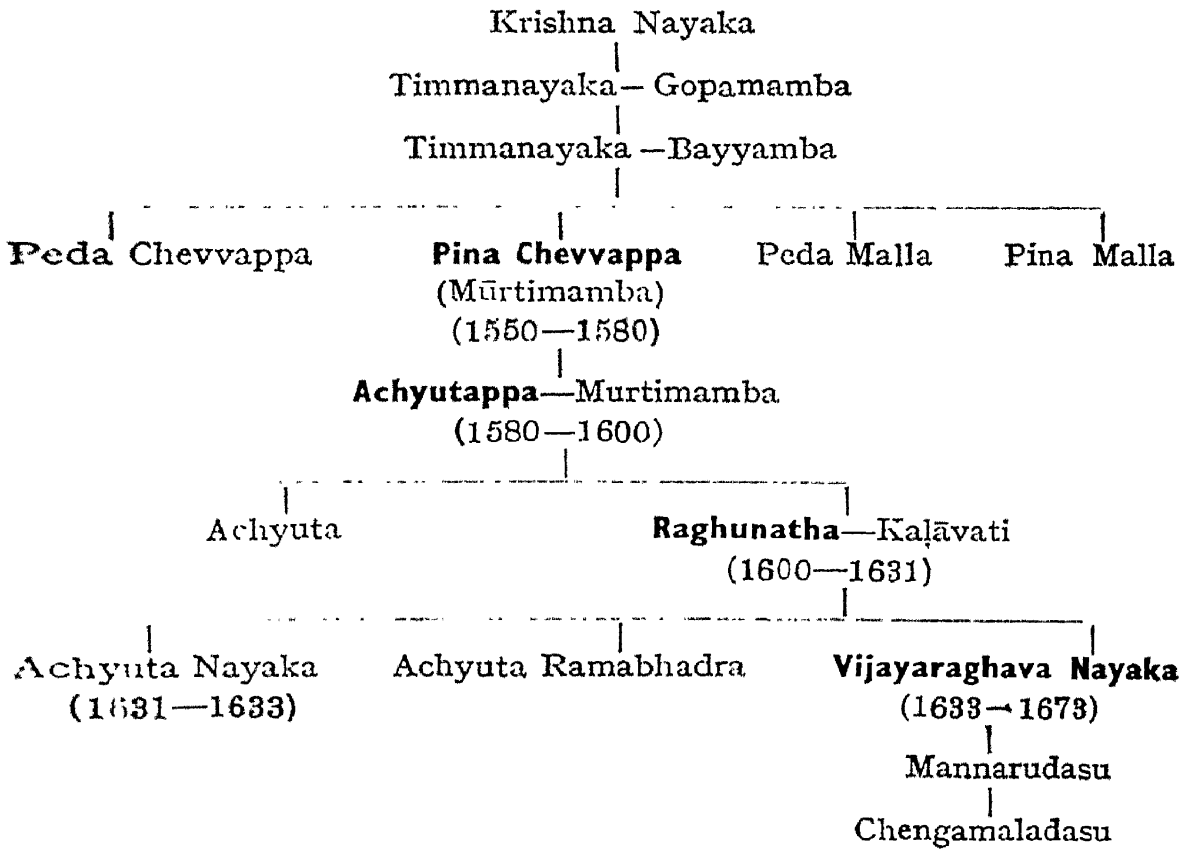 Krishna Nayaka
Timmanayaka— Gopamamba
Timmanayaka —Bayyamba
Peda Chevvappa Pina Chevvappa Peda Malla Pina Malla
(Mūrtimamba)
(1550—1580)
Achyutappa—Murtimamba
(1580—1600)
Achyuta Raghunatha—Kaḷāvati
(1600—1631)
Achyuta Nayaka Achyuta Ramabhadra Vijayaraghava Nayaka
(1631—1633) (1633—1673)
Mannarudasu
Chengamaladasu